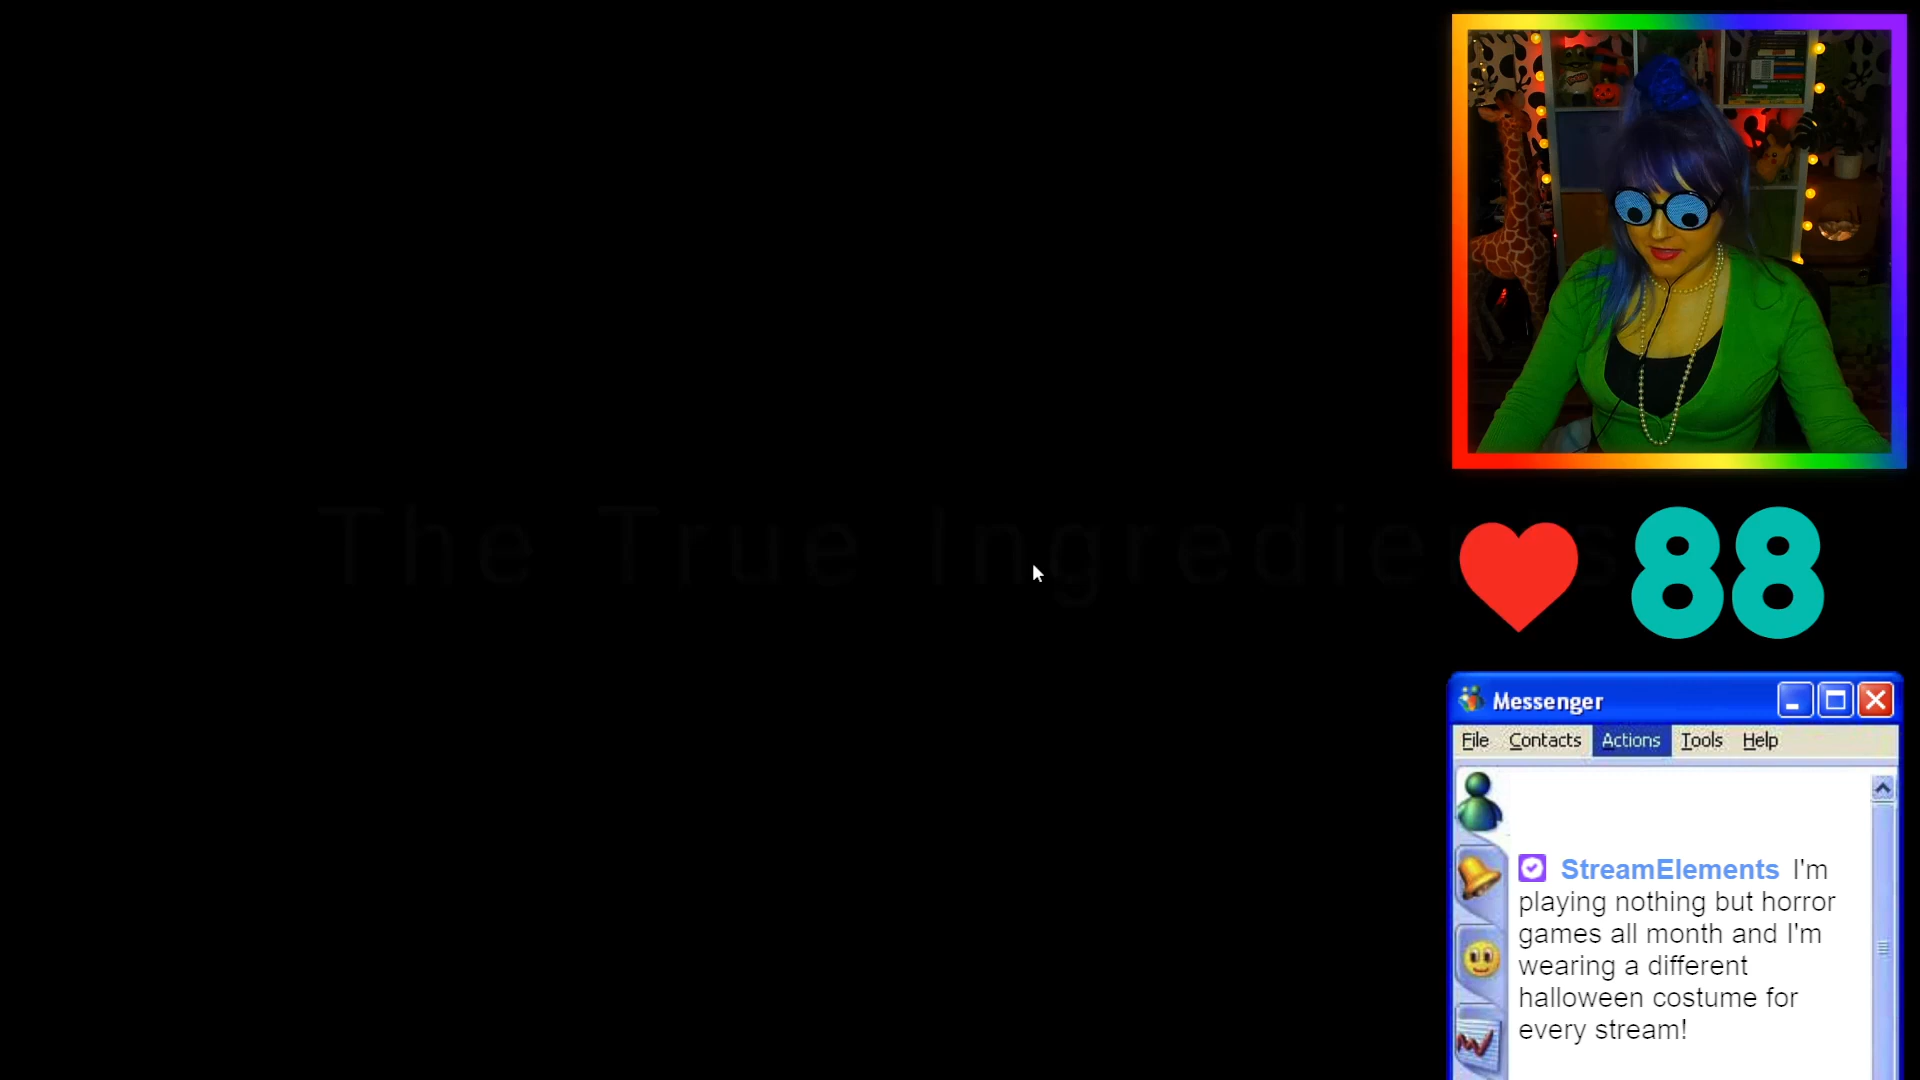 The True Ingredients
88
Messenger
File Contacts Actions Tools Help
StreamElements I'm
playing nothing but horror
games all month and I'm
wearing a different
halloween costume for
every stream!